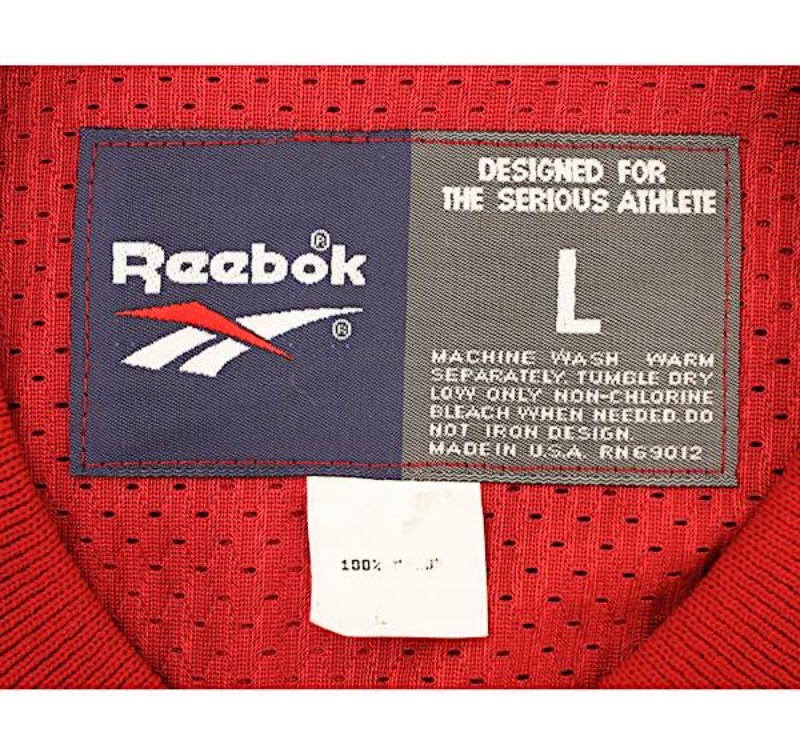 Reebok®
®
DESIGNED FOR
THE SERIOUS ATHLETE
L
MACHINE WASH WARM
SEPARATELY. TUMBLE DRY
LOW ONLY NON-CHLORINE
BLEACH WHEN NEEDED. DO
NOT IRON DESIGN.
MADE IN U.S.A. RN69012
100%
L